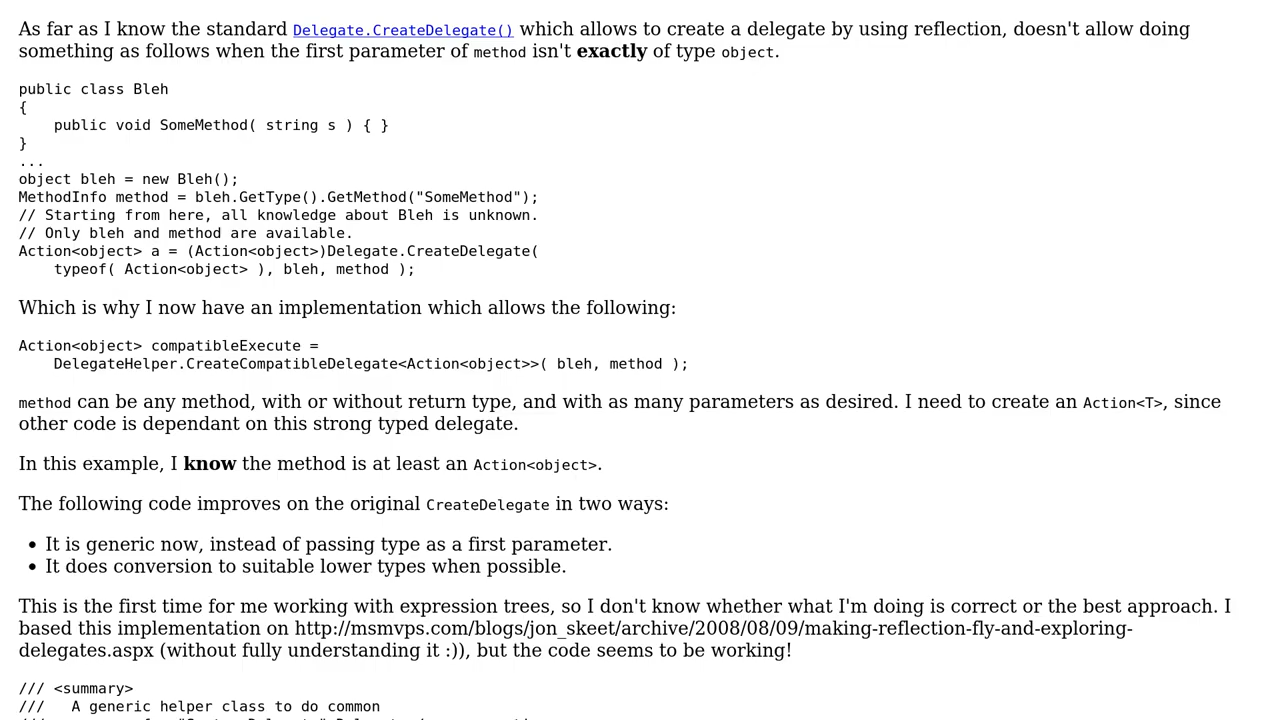 As far as I know the standard Delegate.CreateDelegate() which allows to create a delegate by using reflection, doesn't allow doing
something as follows when the first parameter of method isn't exactly of type object.
public class Bleh
{
    public void SomeMethod( string s ) { }
}
...
object bleh = new Bleh();
MethodInfo method = bleh.GetType().GetMethod("SomeMethod");
// Starting from here, all knowledge about Bleh is unknown.
// Only bleh and method are available.
Action<object> a = (Action<object>)Delegate.CreateDelegate(
    typeof( Action<object> ), bleh, method );
Which is why I now have an implementation which allows the following:
Action<object> compatibleExecute =
    DelegateHelper.CreateCompatibleDelegate<Action<object>>( bleh, method );
method can be any method, with or without return type, and with as many parameters as desired. I need to create an Action<T>, since
other code is dependant on this strong typed delegate.
In this example, I know the method is at least an Action<object>.
The following code improves on the original CreateDelegate in two ways:
• It is generic now, instead of passing type as a first parameter.
• It does conversion to suitable lower types when possible.
This is the first time for me working with expression trees, so I don't know whether what I'm doing is correct or the best approach. I
based this implementation on http://msmvps.com/blogs/jon_skeet/archive/2008/08/09/making-reflection-fly-and-exploring-
delegates.aspx (without fully understanding it :)), but the code seems to be working!
/// <summary>
///   A generic helper class to do common